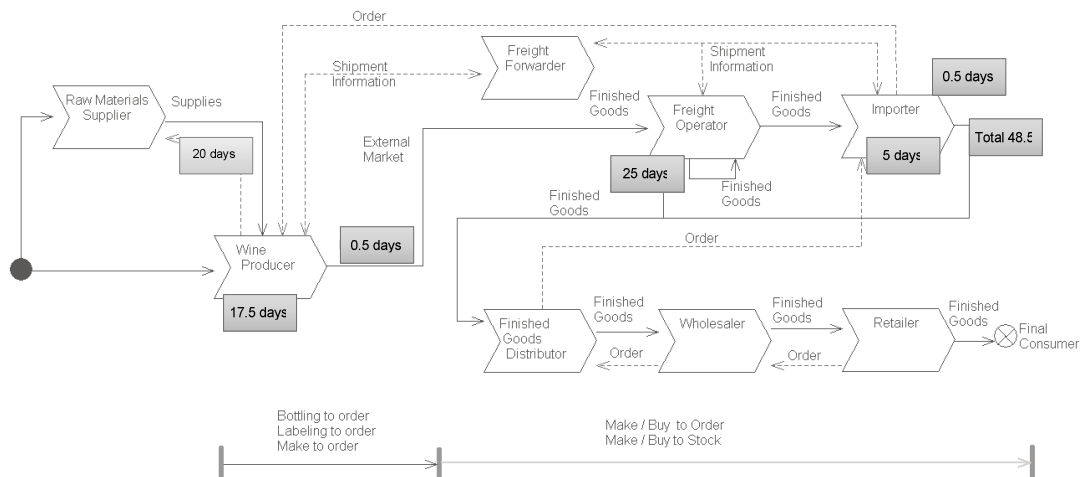 Order
Freight
Forwarder
Shipment
Information
Shipment
Information
0.5 days
Raw Materials
Supplier
Supplies
Finished
Goods
Freight
Operator
Finished
Goods
Importer
External
Market
20 days
Total 48.5
5 days
25 days
Finished
Goods
Finished
Goods
Wine
Producer
0.5 days
Order
17.5 days
Finished
Goods
Distributor
Finished
Goods
Wholesaler
Finished
Goods
Retailer
Finished
Goods
Final
Consumer
Order
Order
Bottling to order
Labeling to order
Make to order
Make / Buy to Order
Make / Buy to Stock